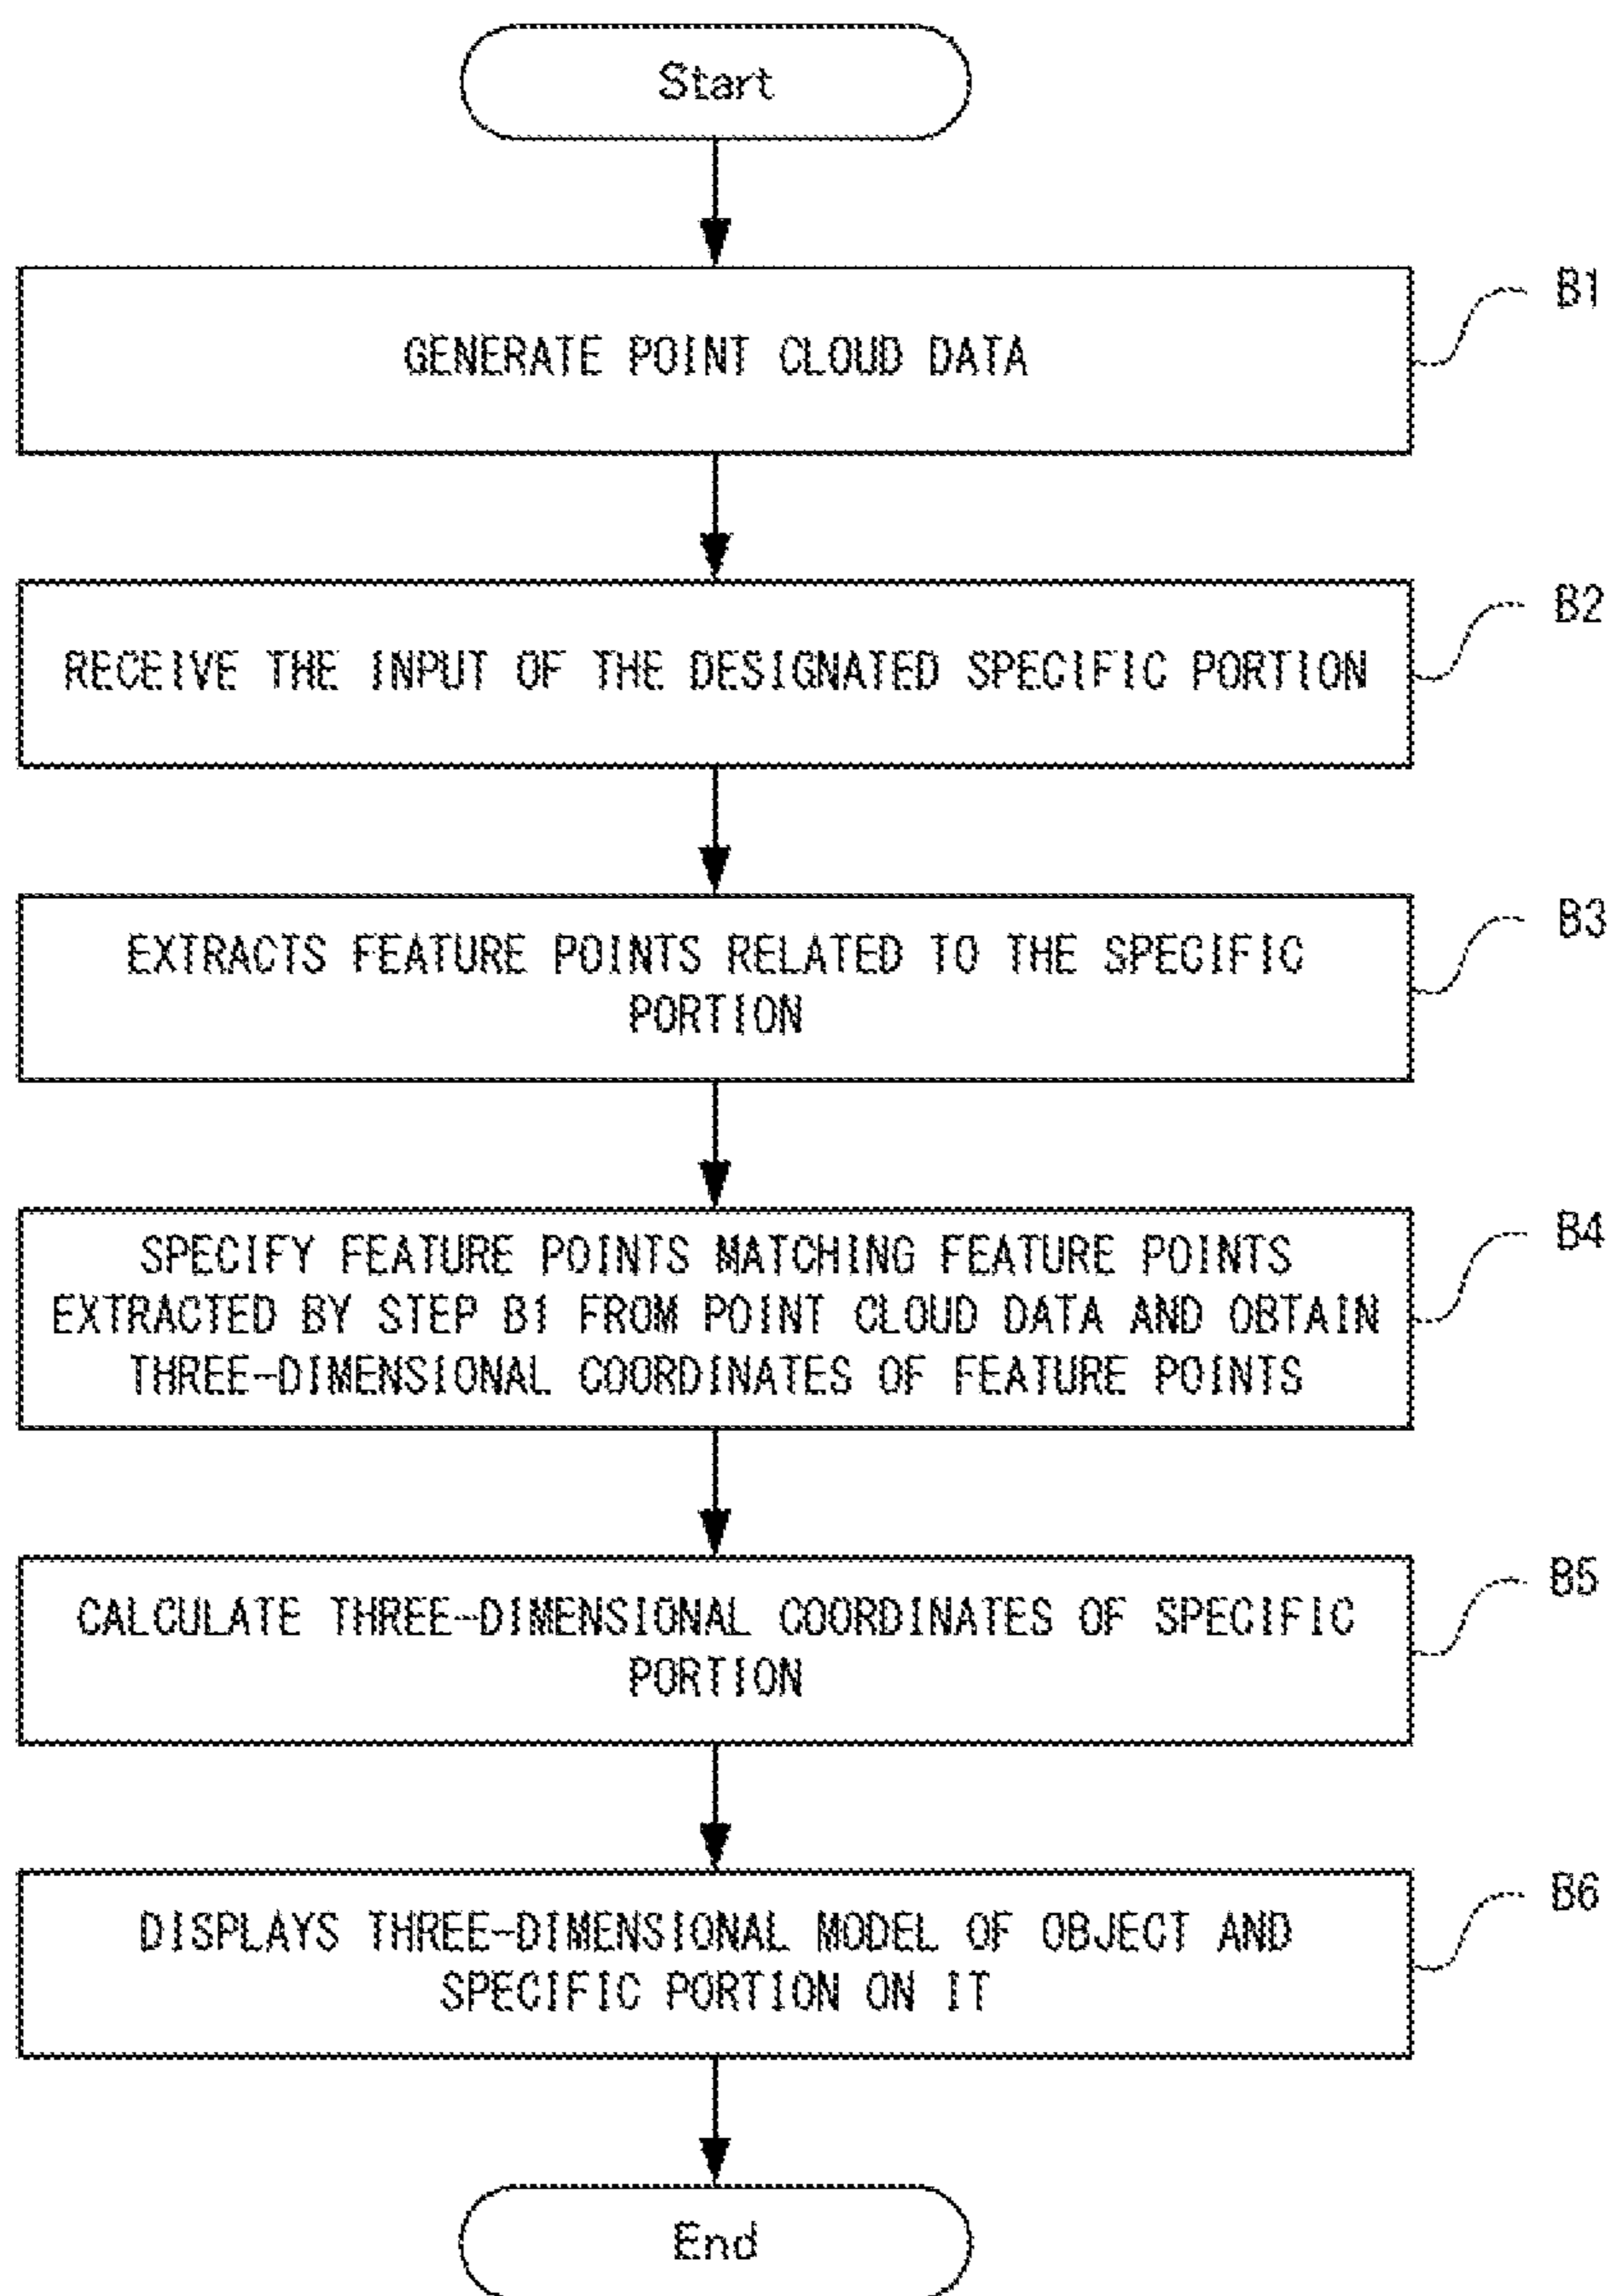 Start
GENERATE POINT CLOUD DATA
B1
RECEIVE THE INPUT OF THE DESIGNATED SPECIFIC PORTION
B2
EXTRACTS FEATURE POINTS RELATED TO THE SPECIFIC
PORTION
B3
SPECIFY FEATURE POINTS MATCHING FEATURE POINTS
EXTRACTED BY STEP B1 FROM POINT CLOUD DATA AND OBTAIN
THREE-DIMENSIONAL COORDINATES OF FEATURE POINTS
B4
CALCULATE THREE-DIMENSIONAL COORDINATES OF SPECIFIC
PORTION
B5
DISPLAYS THREE-DIMENSIONAL MODEL OF OBJECT AND
SPECIFIC PORTION ON IT
B6
End